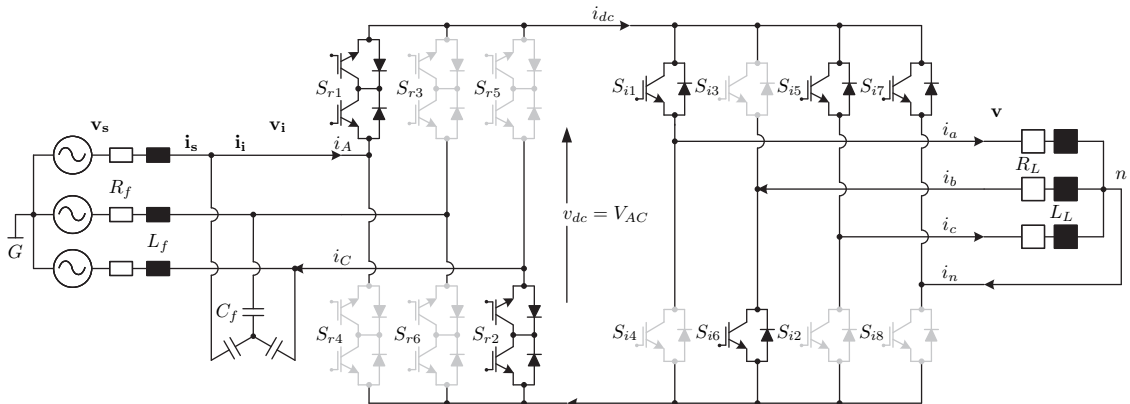 i_dc
S_r1 S_r3 S_r5 S_i1 S_i3 S_i5 S_i7
v_s i_s i_i v_i i_A i_a v
R_f R_L
i_b n
v_dc = V_AC
G L_f i_c L_L
i_C i_n
C_f
S_r4 S_r6 S_r2 S_i4 S_i6 S_i2 S_i8